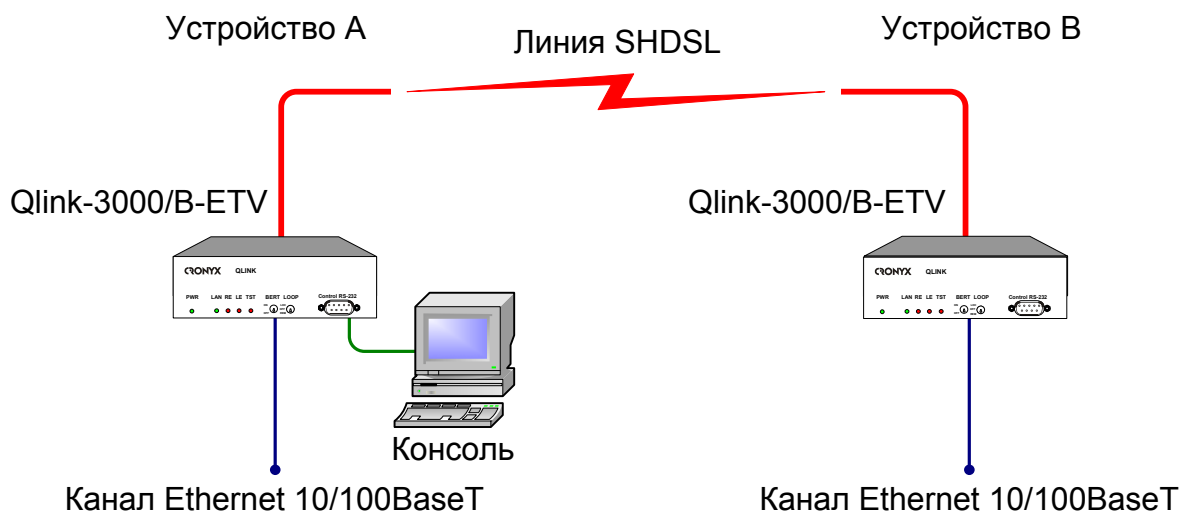 Устройство A
Линия SHDSL
Устройство B
Qlink-3000/B-ETV
Qlink-3000/B-ETV
CRONYX QLINK
PWR LAN RE LE TST BERT LOOP Control RS-232
CRONYX QLINK
PWR LAN RE LE TST BERT LOOP Control RS-232
Консоль
Канал Ethernet 10/100BaseT
Канал Ethernet 10/100BaseT